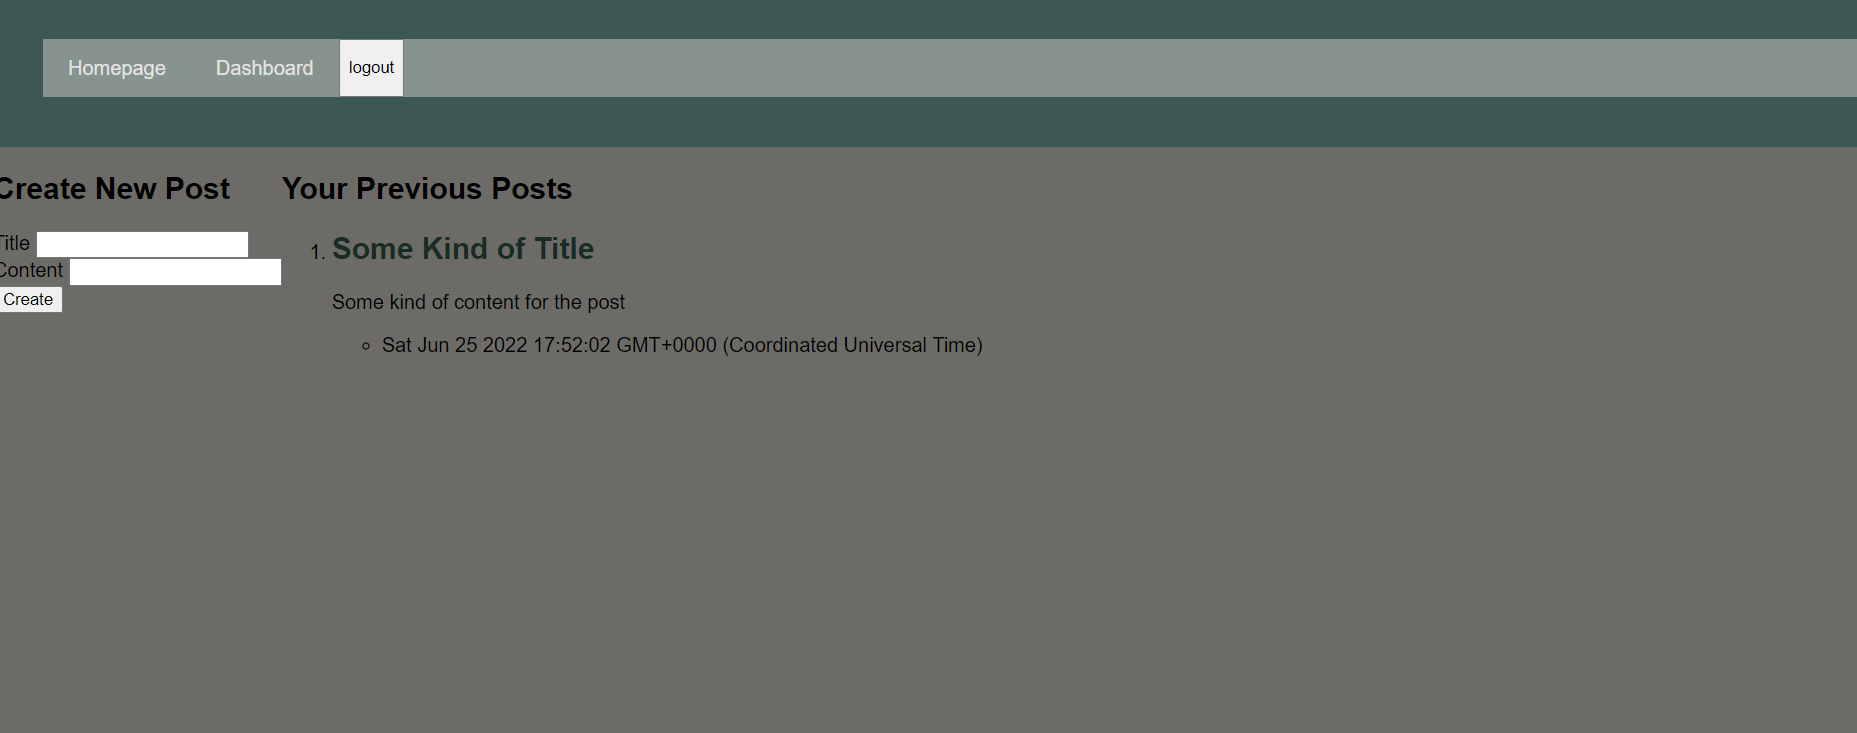 Homepage Dashboard logout
Create New Post
Title
Content
Create
Your Previous Posts
1. Some Kind of Title
Some kind of content for the post
Sat Jun 25 2022 17:52:02 GMT+0000 (Coordinated Universal Time)